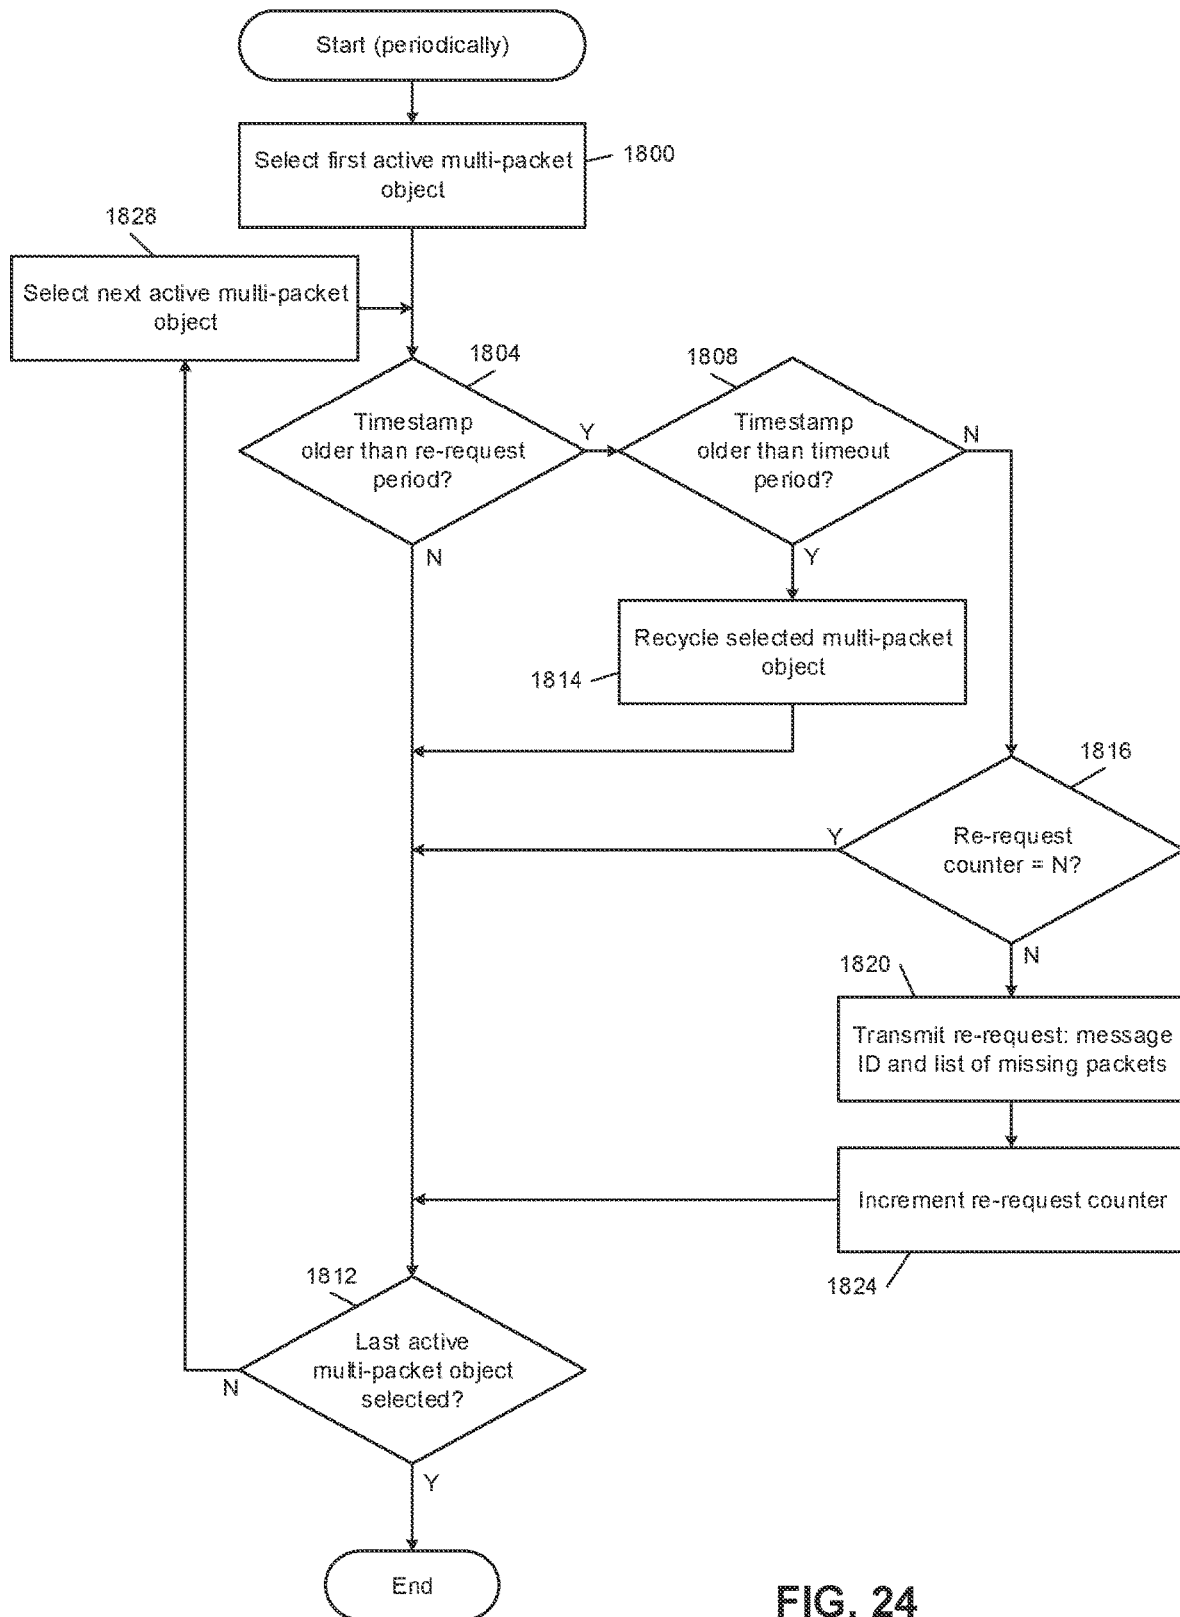 Start (periodically)
Select first active multi-packet
object
1800
1828
Select next active multi-packet
object
1804
Timestamp
older than re-request
period?
Y
N
1808
Timestamp
older than timeout
period?
N
Y
Recycle selected multi-packet
object
1814
1816
Re-request
counter = N?
Y
N
1820
Transmit re-request: message
ID and list of missing packets
Increment re-request counter
1824
1812
Last active
multi-packet object
selected?
N
Y
End
FIG. 24